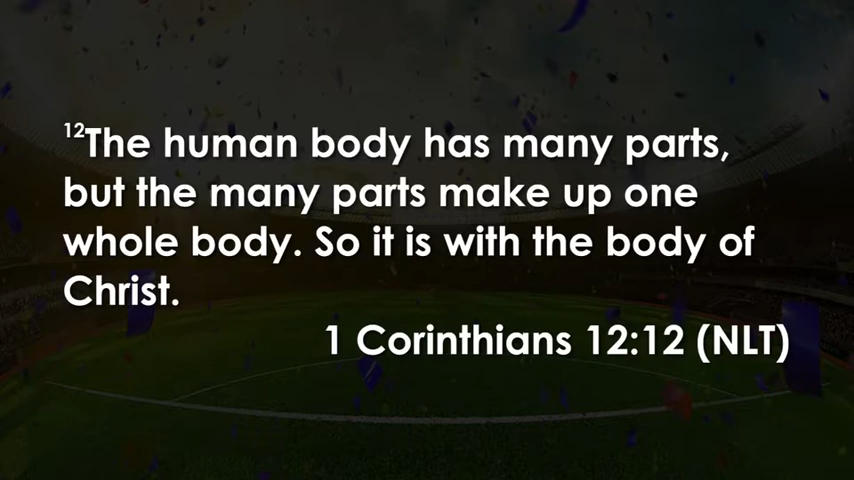 ¹²The human body has many parts,
but the many parts make up one
whole body. So it is with the body of
Christ.
1 Corinthians 12:12 (NLT)